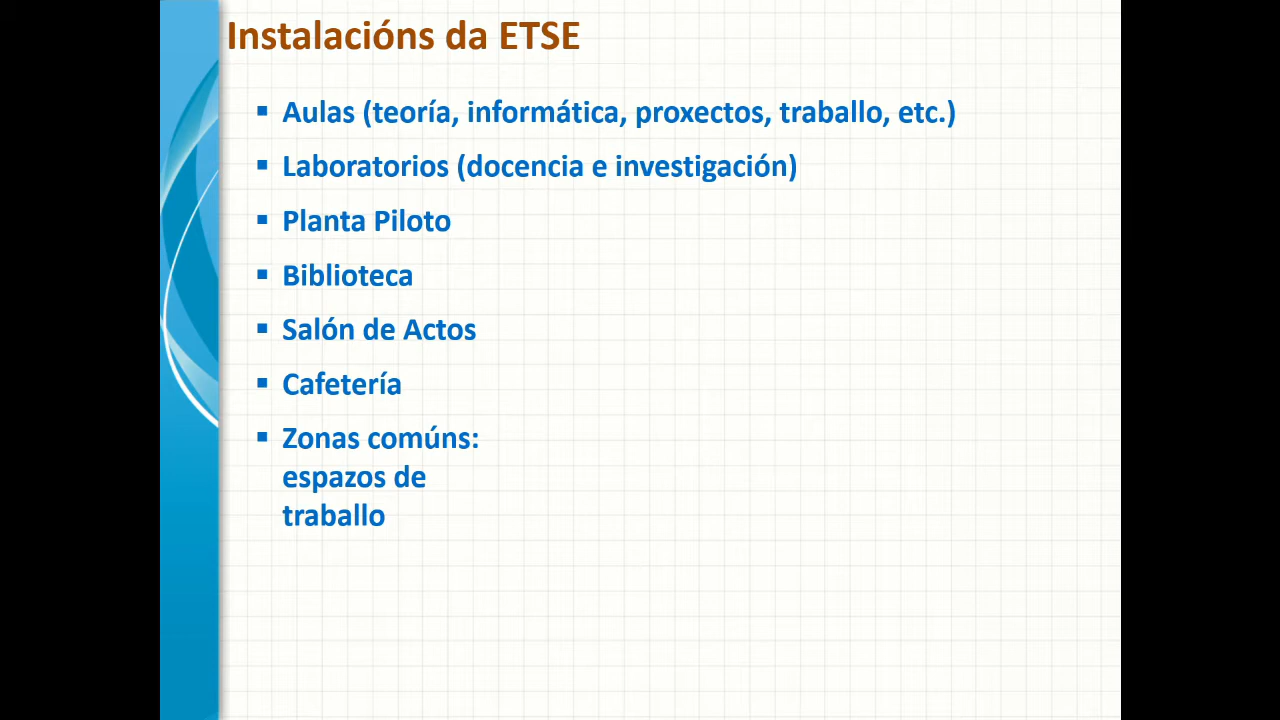 Instalacións da ETSE
▪ Aulas (teoría, informática, proxectos, traballo, etc.)
▪ Laboratorios (docencia e investigación)
▪ Planta Piloto
▪ Biblioteca
▪ Salón de Actos
▪ Cafetería
▪ Zonas comúns:
espazos de
traballo